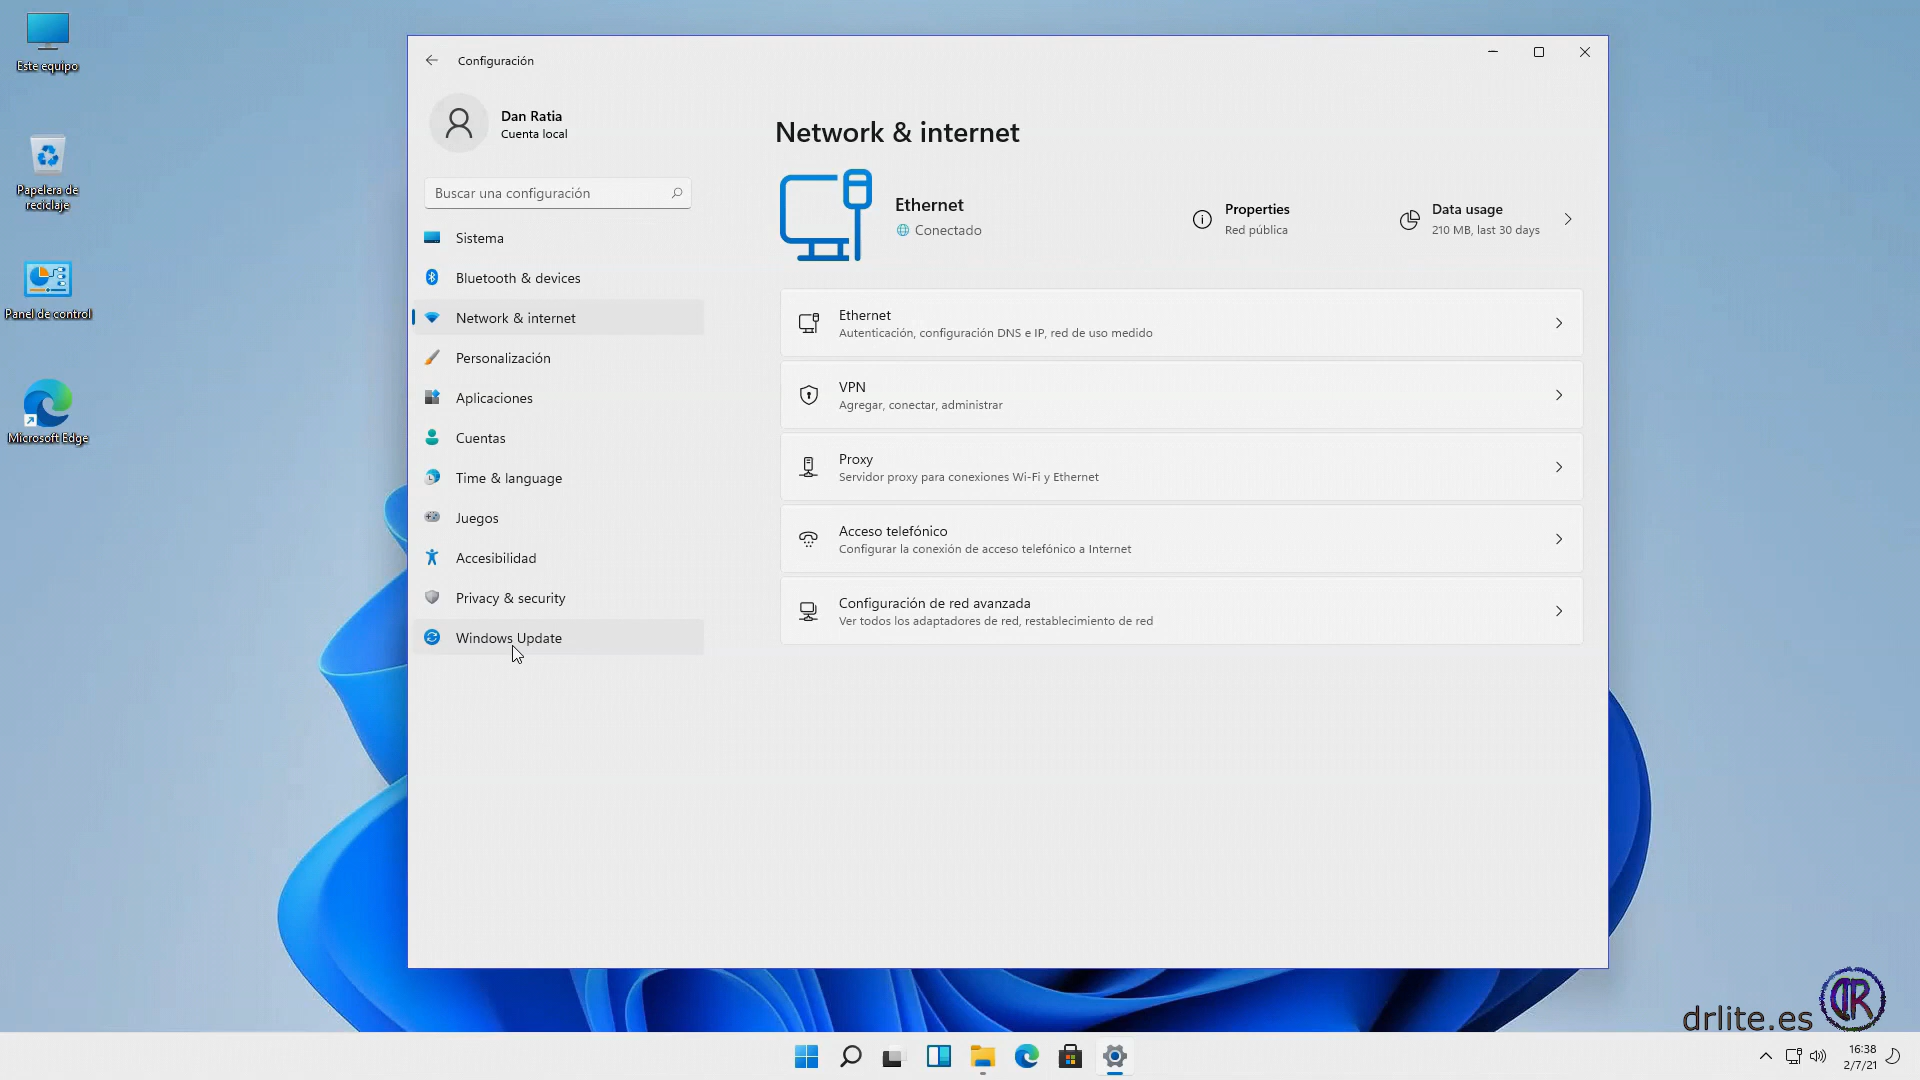 Este equipo
Papelera de
reciclaje
Panel de control
Microsoft Edge
Configuración
Dan Ratia
Cuenta local
Buscar una configuración
Sistema
Bluetooth & devices
Network & internet
Personalización
Aplicaciones
Cuentas
Time & language
Juegos
Accesibilidad
Privacy & security
Windows Update
Network & internet
Ethernet
Conectado
Properties
Red pública
Data usage
210 MB, last 30 days
Ethernet
Autenticación, configuración DNS e IP, red de uso medido
VPN
Agregar, conectar, administrar
Proxy
Servidor proxy para conexiones Wi-Fi y Ethernet
Acceso telefónico
Configurar la conexión de acceso telefónico a Internet
Configuración de red avanzada
Ver todos los adaptadores de red, restablecimiento de red
drlite.es
DR
16:38
2/7/21